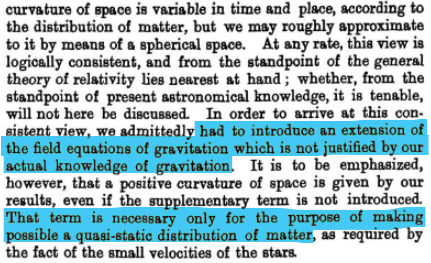 curvature of space is variable in time and place, according to
the distribution of matter, but we may roughly approximate
to it by means of a spherical space. At any rate, this view is
logically consistent, and from the standpoint of the general
theory of relativity lies nearest at hand; whether, from the
standpoint of present astronomical knowledge, it is tenable,
will not here be discussed. In order to arrive at this con-
sistent view, we admittedly had to introduce an extension of
the field equations of gravitation which is not justified by our
actual knowledge of gravitation. It is to be emphasized,
however, that a positive curvature of space is given by our
results, even if the supplementary term is not introduced.
That term is necessary only for the purpose of making
possible a quasi-static distribution of matter, as required by
the fact of the small velocities of the stars.